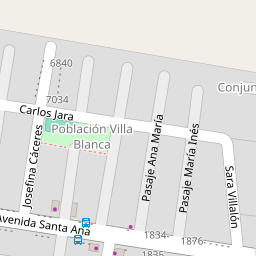 6840
Conjun
7034
Carlos Jara
Población Villa
Blanca
Josefina Cáceres
Pasaje Ana María
Pasaje María Inés
Sara Villalón
Avenida Santa Ana
1834-
1876-
1835-